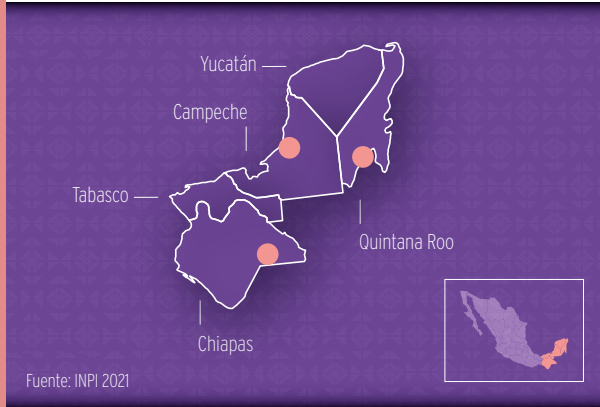 Yucatán
Campeche
Tabasco
Quintana Roo
Chiapas
Fuente: INPI 2021